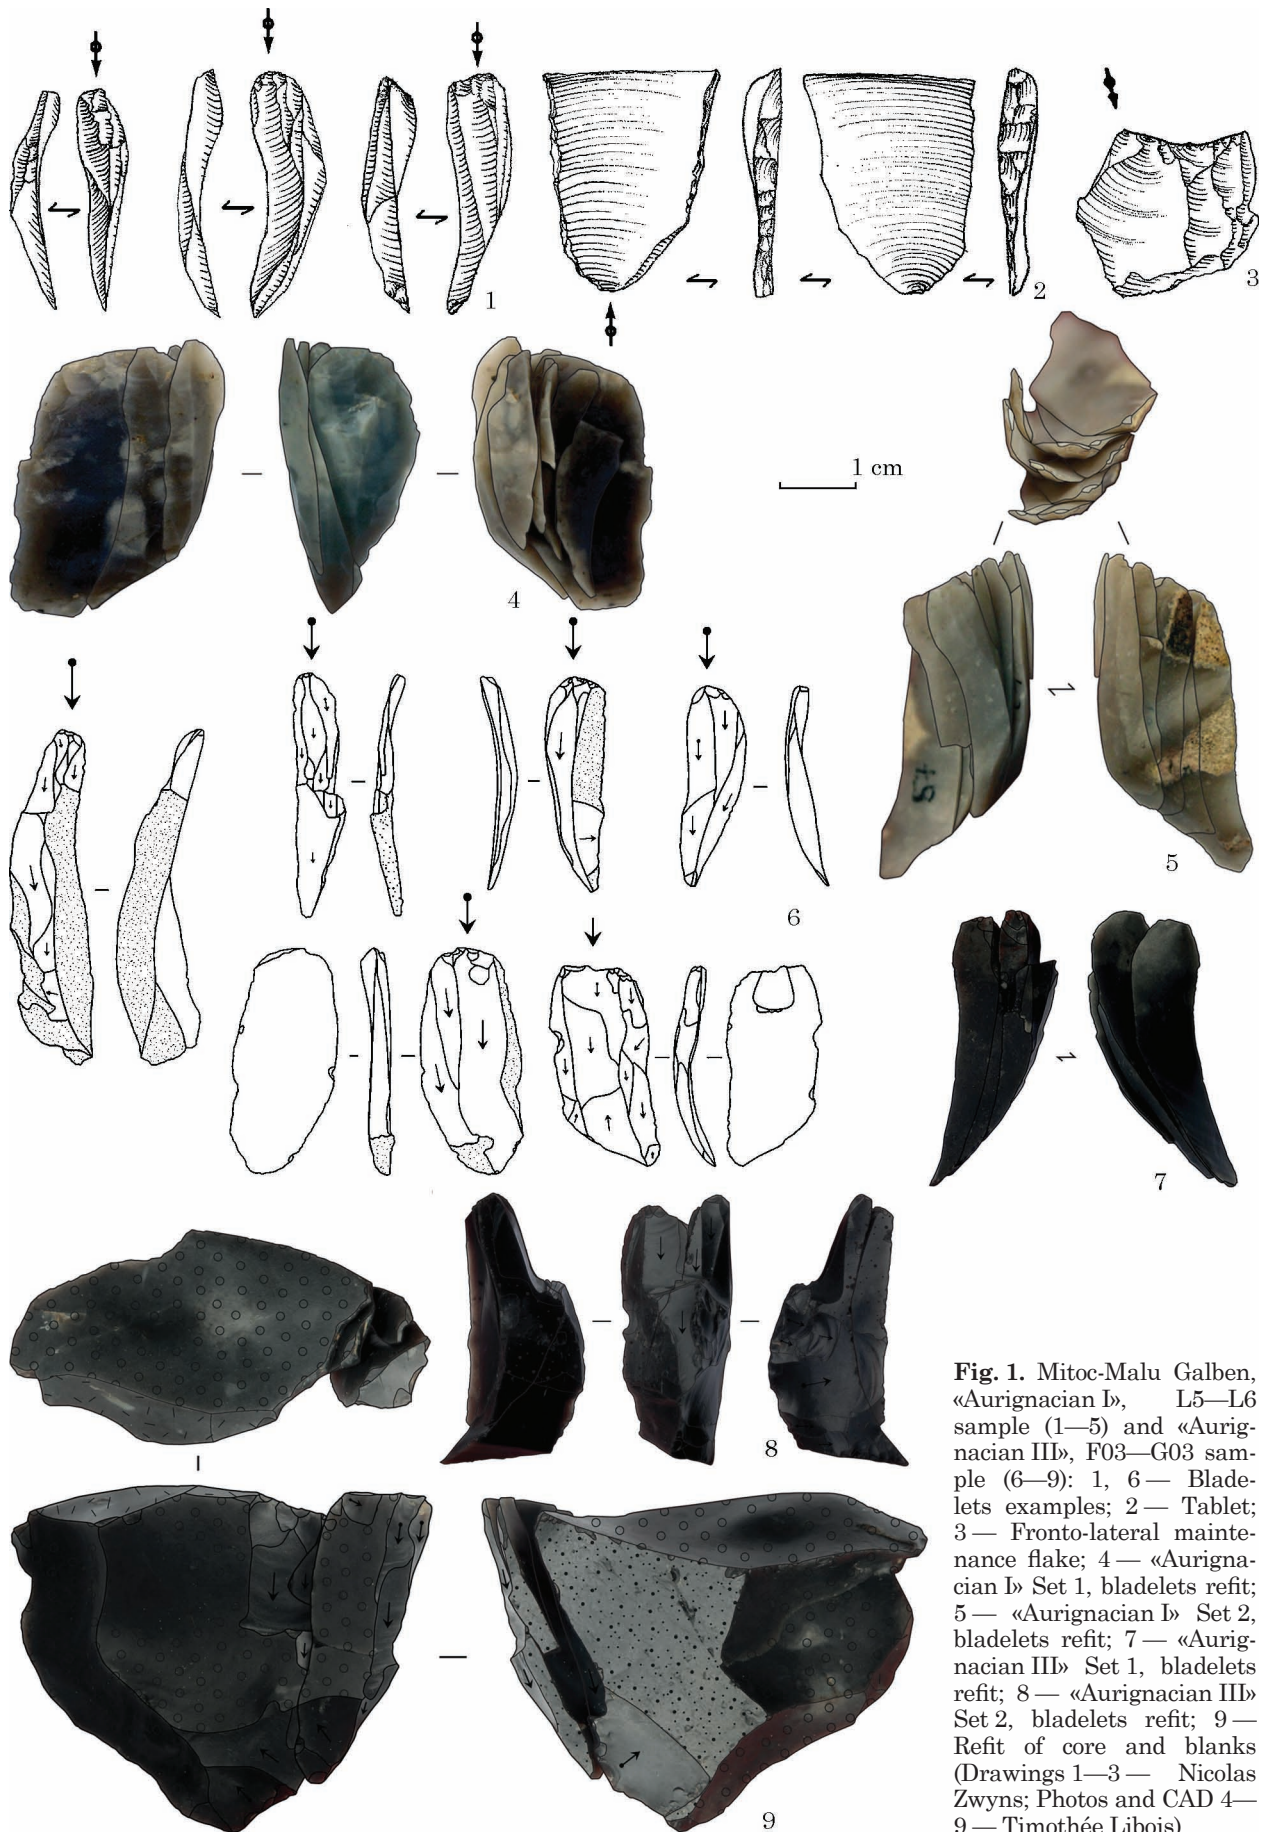 1
2
3
1 cm
4
5
6
7
8
9
Fig. 1. Mitoc-Malu Galben,
«Aurignacian I», L5—L6
sample (1—5) and «Aurig-
nacian III», F03—G03 sam-
ple (6—9): 1, 6 — Blade-
lets examples; 2 — Tablet;
3 — Fronto-lateral mainte-
nance flake; 4 — «Aurigna-
cian I» Set 1, bladelets refit;
5 — «Aurignacian I» Set 2,
bladelets refit; 7 — «Aurig-
nacian III» Set 1, bladelets
refit; 8 — «Aurignacian III»
Set 2, bladelets refit; 9 —
Refit of core and blanks
(Drawings 1—3 — Nicolas
Zwyns; Photos and CAD 4—
9 — Timothée Libois)